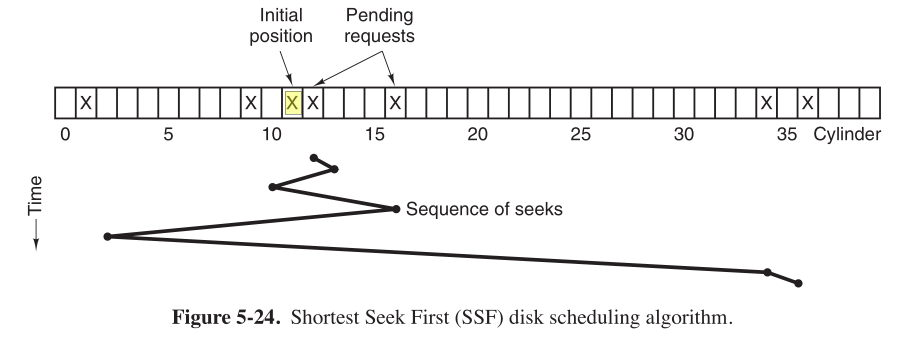 Initial position
Pending requests
X X X X X X X
0 5 10 15 20 25 30 35 Cylinder
Time
Sequence of seeks
Figure 5-24. Shortest Seek First (SSF) disk scheduling algorithm.